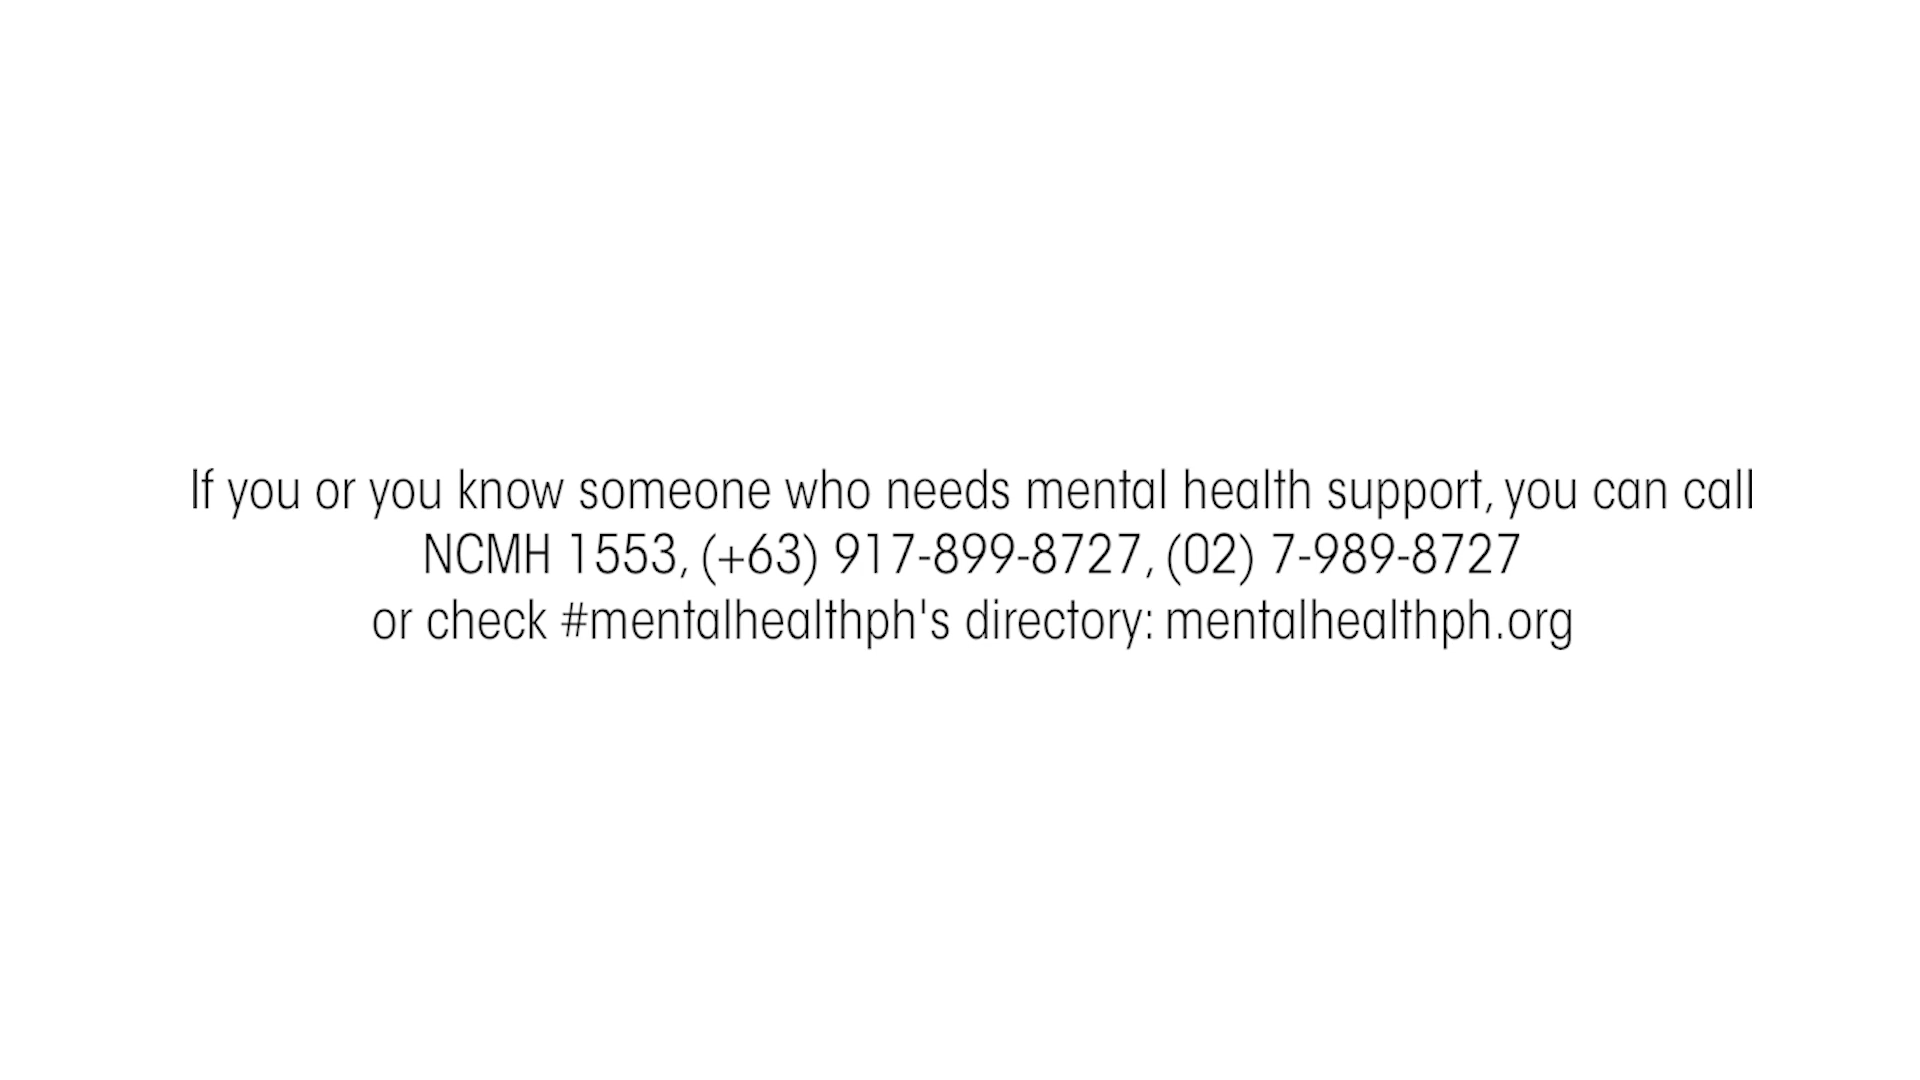 If you or you know someone who needs mental health support, you can call
NCMH 1553, (+63) 917-899-8727, (02) 7-989-8727
or check #mentalhealthph's directory: mentalhealthph.org